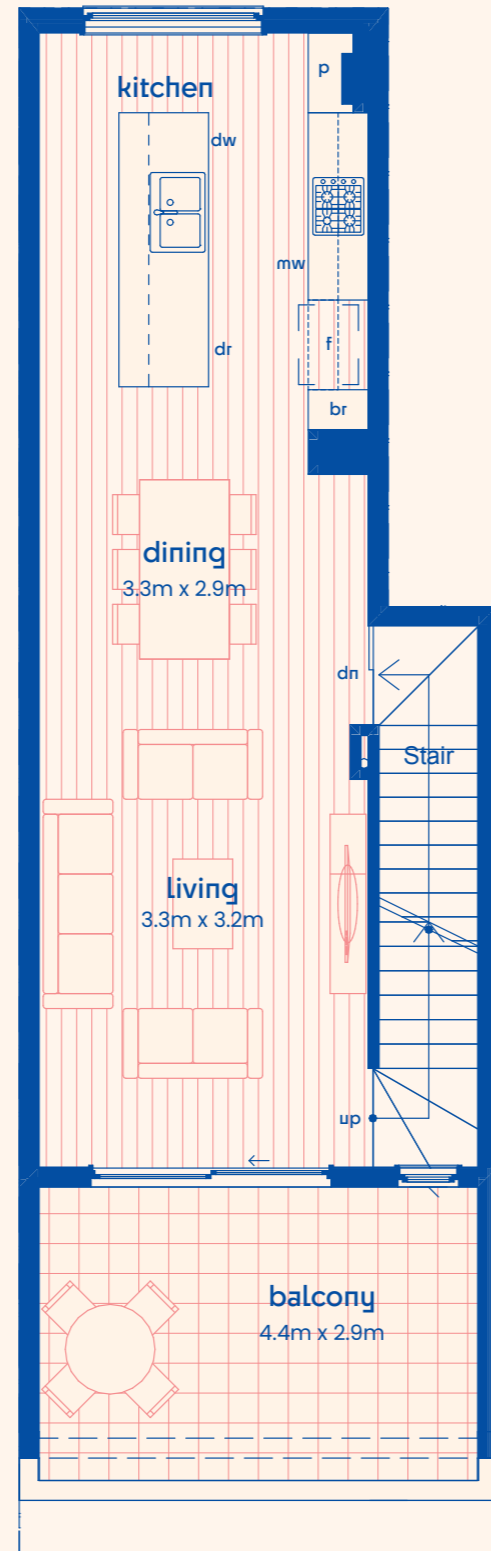 p
kitchen
dw
mw
dr
f
br
dining
3.3m x 2.9m
dn
Stair
living
3.3m x 3.2m
up
balcony
4.4m x 2.9m